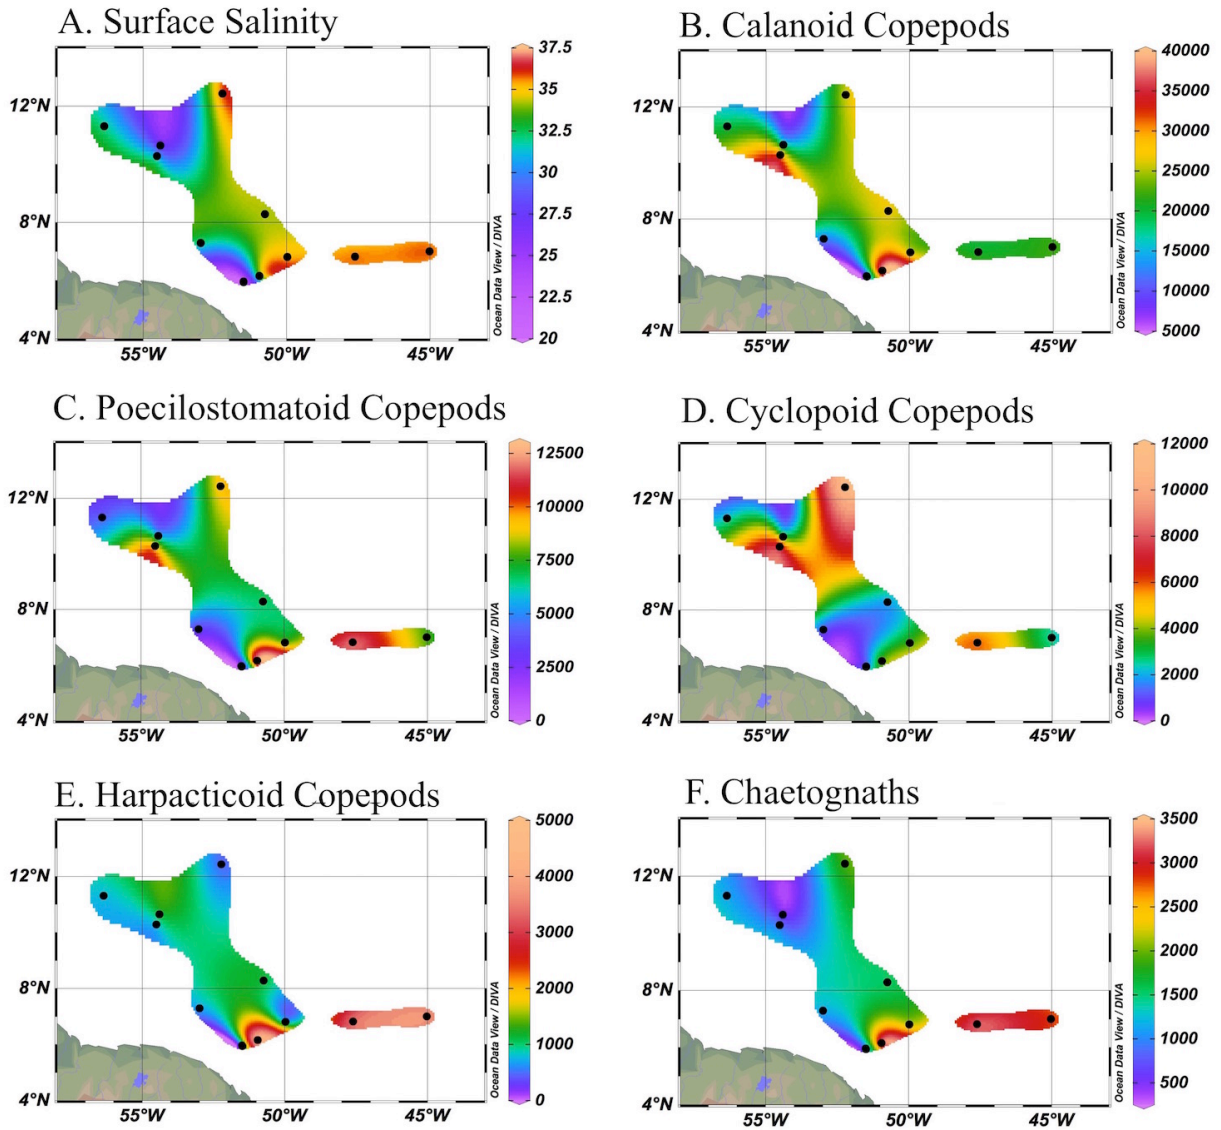 A. Surface Salinity
12°N
8°N
4°N
55°W 50°W 45°W
37.5
35
32.5
30
27.5
25
22.5
20
Ocean Data View / DIVA
B. Calanoid Copepods
12°N
8°N
4°N
55°W 50°W 45°W
40000
35000
30000
25000
20000
15000
10000
5000
Ocean Data View / DIVA
C. Poecilostomatoid Copepods
12°N
8°N
4°N
55°W 50°W 45°W
12500
10000
7500
5000
2500
0
Ocean Data View / DIVA
D. Cyclopoid Copepods
12°N
8°N
4°N
55°W 50°W 45°W
12000
10000
8000
6000
4000
2000
0
Ocean Data View / DIVA
E. Harpacticoid Copepods
12°N
8°N
4°N
55°W 50°W 45°W
5000
4000
3000
2000
1000
0
Ocean Data View / DIVA
F. Chaetognaths
12°N
8°N
4°N
55°W 50°W 45°W
3500
3000
2500
2000
1500
1000
500
Ocean Data View / DIVA